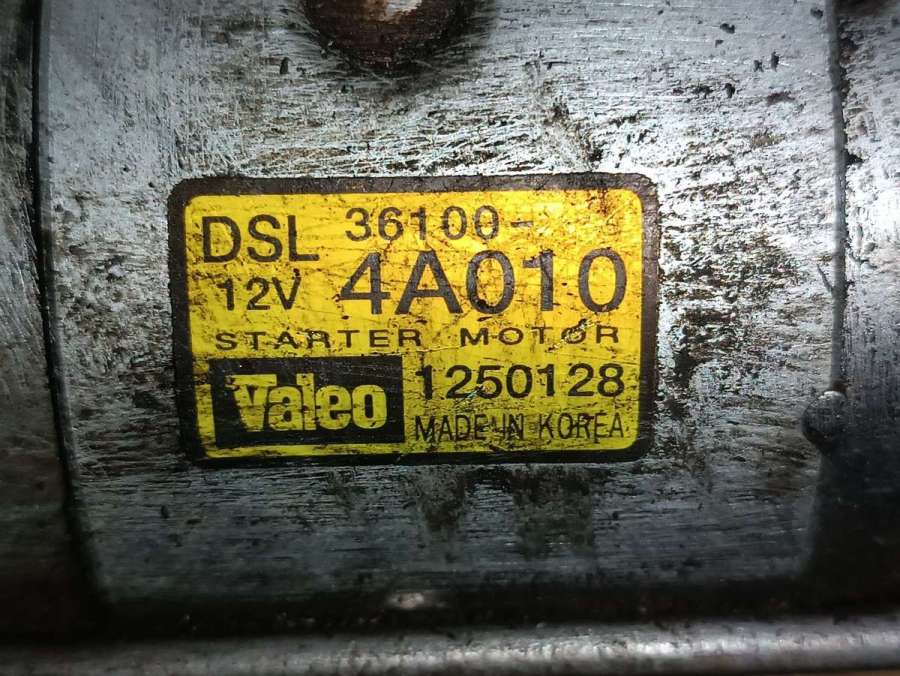 DSL 36100-
12V 4A010
STARTER MOTOR
Valeo 1250128
MADE IN KOREA